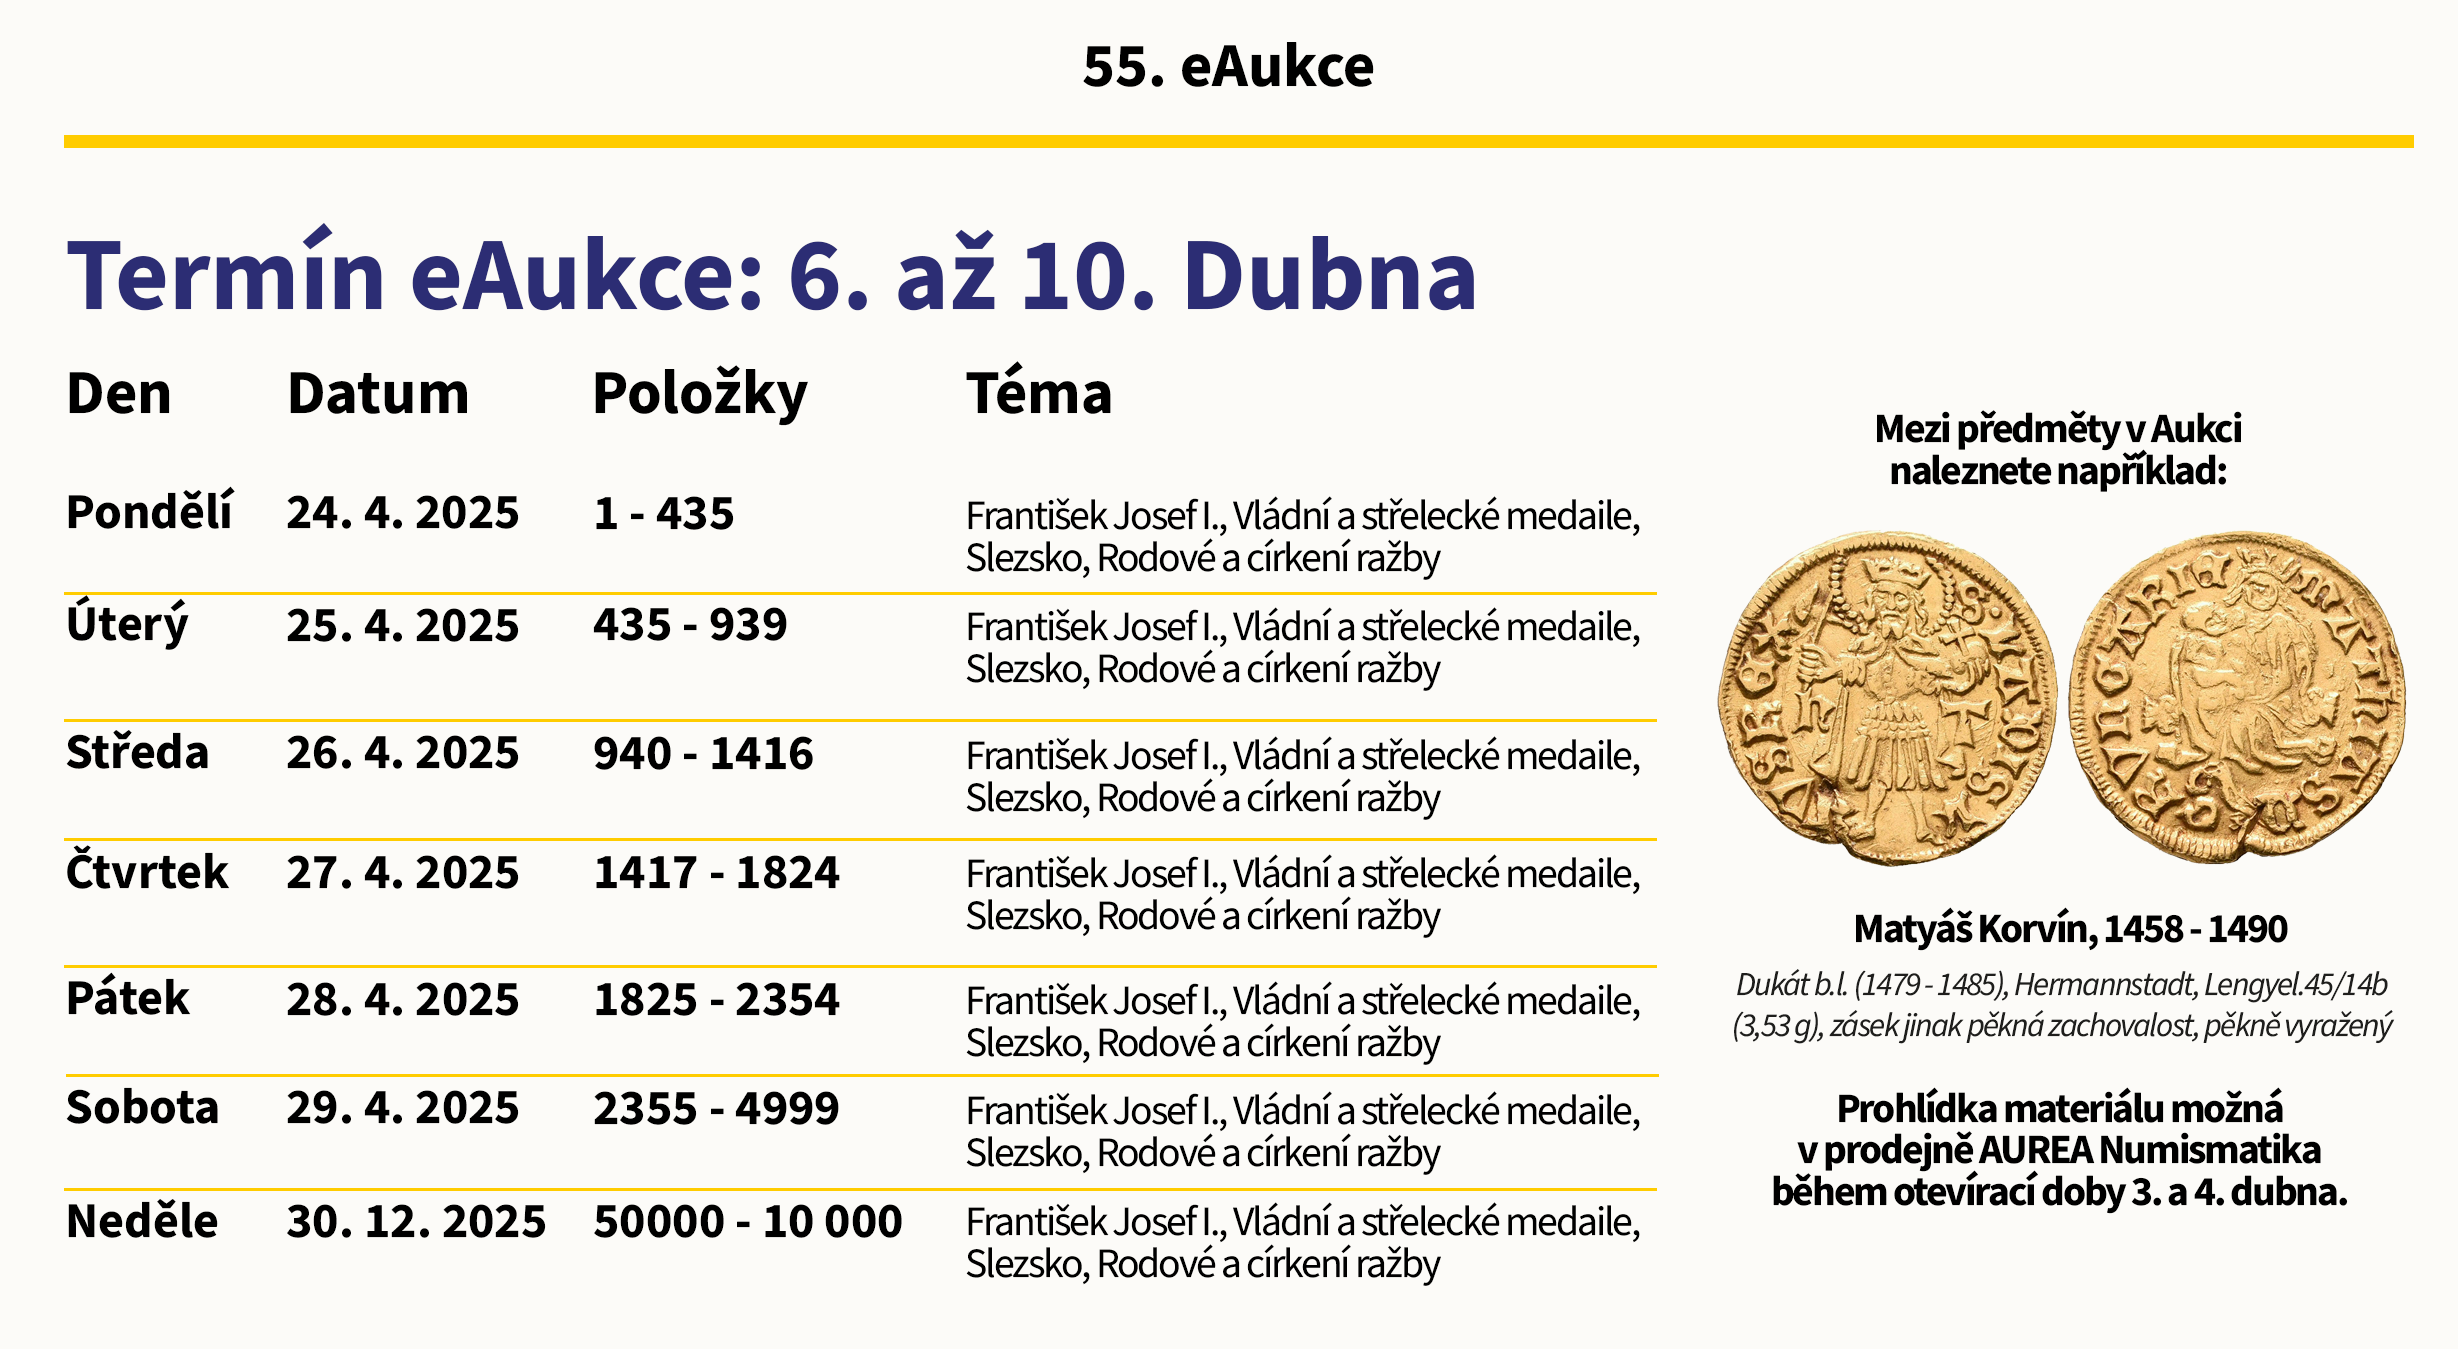 55. eAukce
Termín eAukce: 6. až 10. Dubna
Den Datum Položky Téma
Pondělí 24. 4. 2025 1 - 435 František Josef I., Vládní a střelecké medaile,
Slezsko, Rodové a církení ražby
Úterý 25. 4. 2025 435 - 939 František Josef I., Vládní a střelecké medaile,
Slezsko, Rodové a církení ražby
Středa 26. 4. 2025 940 - 1416 František Josef I., Vládní a střelecké medaile,
Slezsko, Rodové a církení ražby
Čtvrtek 27. 4. 2025 1417 - 1824 František Josef I., Vládní a střelecké medaile,
Slezsko, Rodové a církení ražby
Pátek 28. 4. 2025 1825 - 2354 František Josef I., Vládní a střelecké medaile,
Slezsko, Rodové a církení ražby
Sobota 29. 4. 2025 2355 - 4999 František Josef I., Vládní a střelecké medaile,
Slezsko, Rodové a církení ražby
Neděle 30. 12. 2025 50000 - 10 000 František Josef I., Vládní a střelecké medaile,
Slezsko, Rodové a církení ražby
Mezi předměty v Aukci
naleznete například:
Matyáš Korvín, 1458 - 1490
Dukát b.l. (1479 - 1485), Hermannstadt, Lengyel.45/14b
(3,53 g), zásek jinak pěkná zachovalost, pěkně vyražený
Prohlídka materiálu možná
v prodejně AUREA Numismatika
během otevírací doby 3. a 4. dubna.